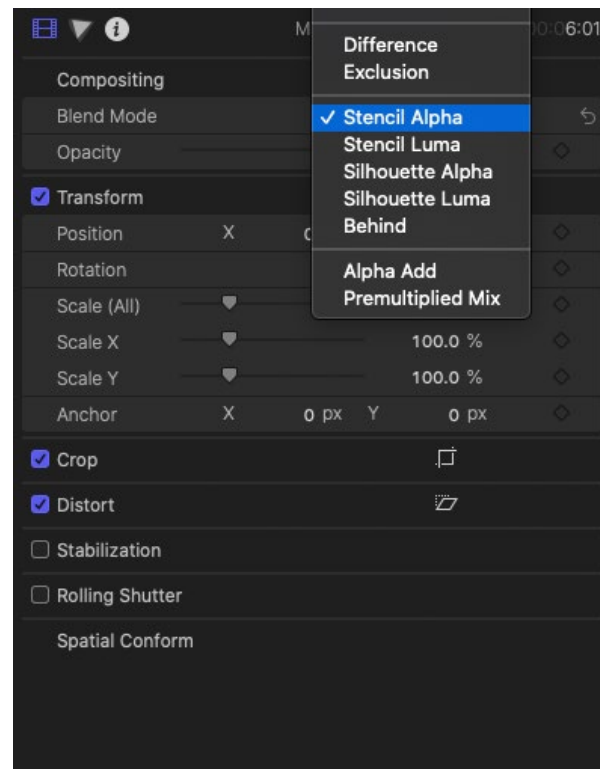 6:01
Difference
Compositing
Exclusion
Blend Mode
✓ Stencil Alpha
Opacity
Stencil Luma
Silhouette Alpha
Transform
Silhouette Luma
Position X
Behind
Rotation
Alpha Add
Scale (All)
Premultiplied Mix
Scale X 100.0 %
Scale Y 100.0 %
Anchor X 0 px Y 0 px
Crop
Distort
Stabilization
Rolling Shutter
Spatial Conform